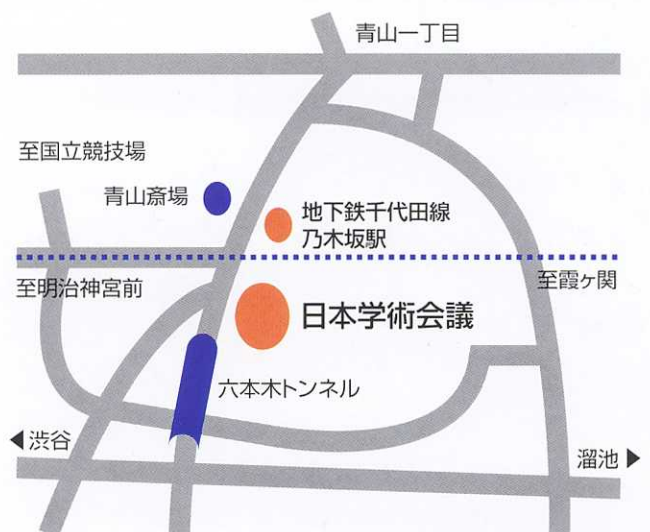 青山一丁目
至国立競技場
青山斎場
地下鉄千代田線
乃木坂駅
至明治神宮前
至霞ヶ関
日本学術会議
六本木トンネル
◀渋谷
溜池▶